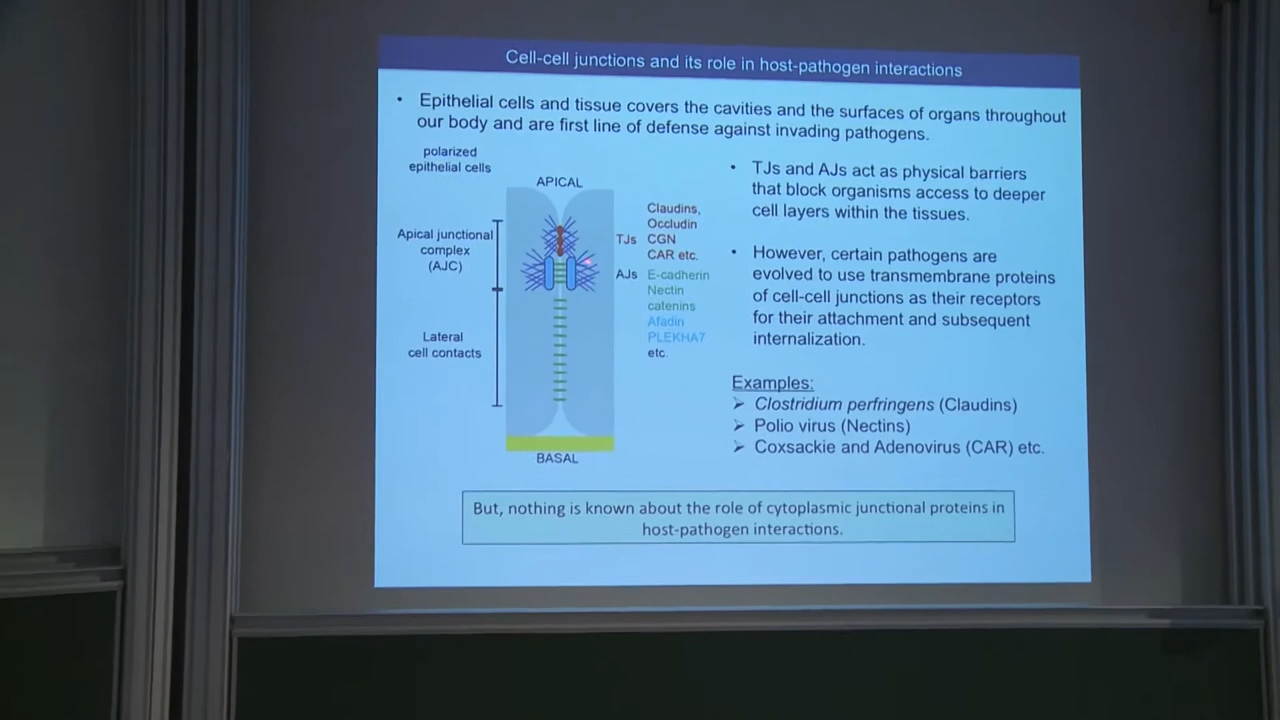 Cell-cell junctions and its role in host-pathogen interactions
• Epithelial cells and tissue covers the cavities and the surfaces of organs throughout
our body and are first line of defense against invading pathogens.
polarized
epithelial cells
APICAL
Apical junctional
complex
(AJC)
Lateral
cell contacts
BASAL
Claudins,
Occludin
TJs CGN
CAR etc.
AJs E-cadherin
Nectin
catenins
Afadin
PLEKHA7
etc.
• TJs and AJs act as physical barriers
that block organisms access to deeper
cell layers within the tissues.
• However, certain pathogens are
evolved to use transmembrane proteins
of cell-cell junctions as their receptors
for their attachment and subsequent
internalization.
Examples:
➢ Clostridium perfringens (Claudins)
➢ Polio virus (Nectins)
➢ Coxsackie and Adenovirus (CAR) etc.
But, nothing is known about the role of cytoplasmic junctional proteins in
host-pathogen interactions.